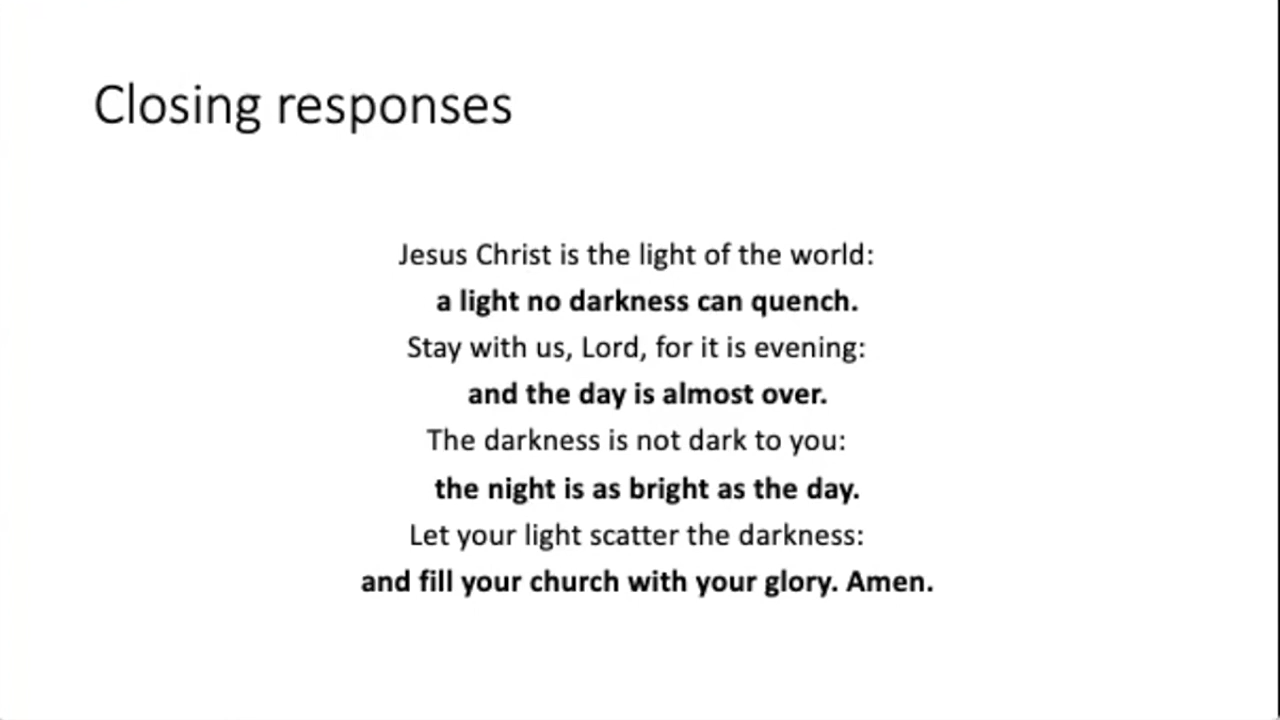 Closing responses
Jesus Christ is the light of the world:
a light no darkness can quench.
Stay with us, Lord, for it is evening:
and the day is almost over.
The darkness is not dark to you:
the night is as bright as the day.
Let your light scatter the darkness:
and fill your church with your glory. Amen.